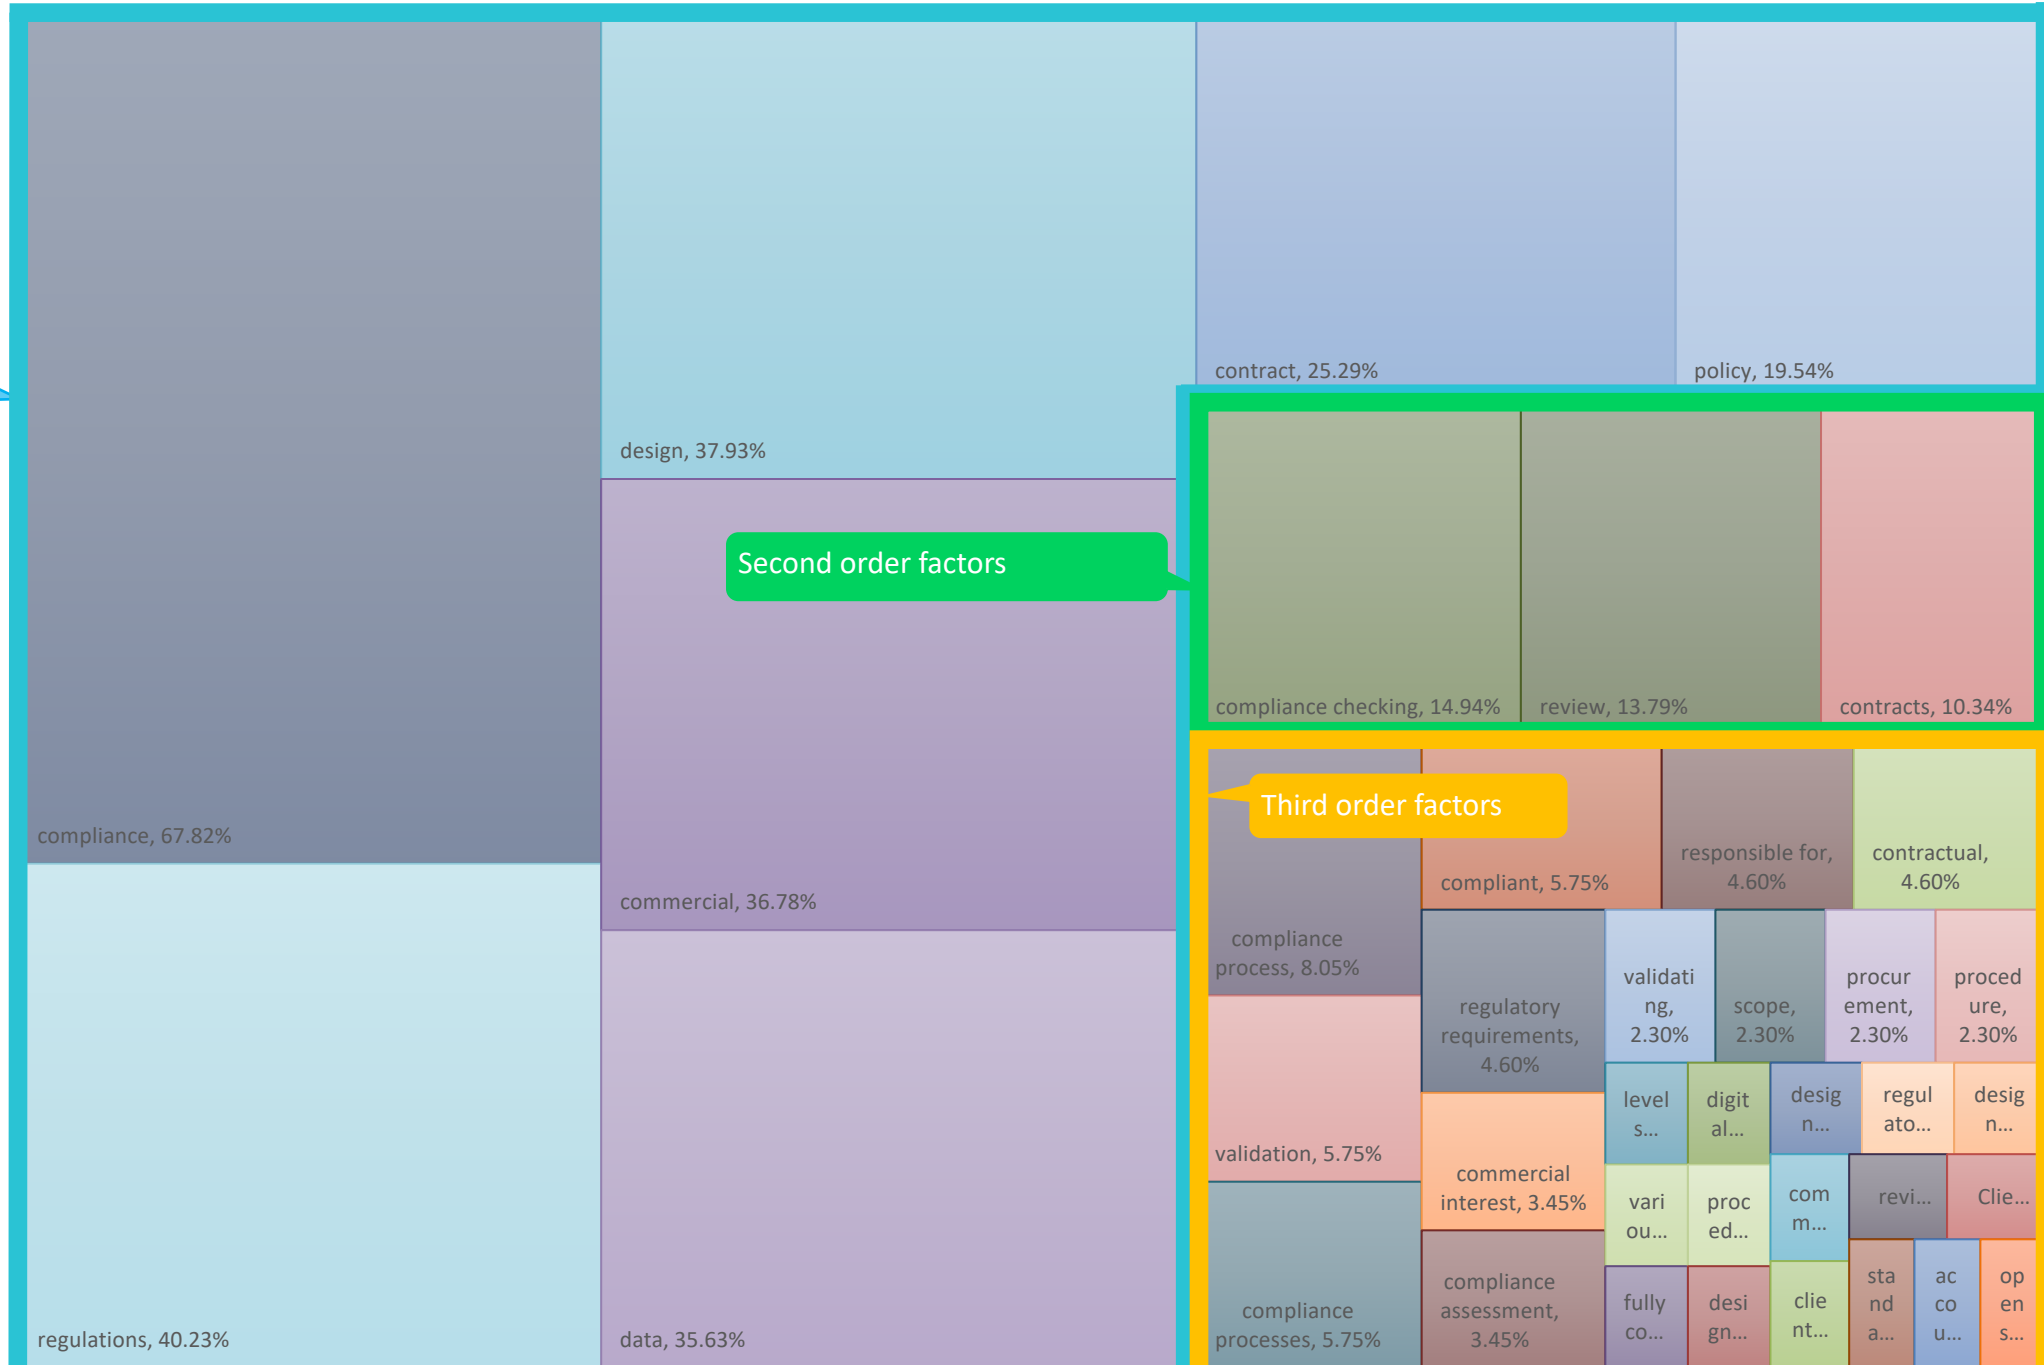 contract, 25.29%
policy, 19.54%
design, 37.93%
Second order factors
compliance checking, 14.94%
review, 13.79%
contracts, 10.34%
compliance, 67.82%
commercial, 36.78%
Third order factors
compliant, 5.75%
responsible for,
4.60%
contractual,
4.60%
compliance
process, 8.05%
regulatory
requirements,
4.60%
validati
ng,
2.30%
scope,
2.30%
procur
ement,
2.30%
proced
ure,
2.30%
validation, 5.75%
commercial
interest, 3.45%
level
s...
digit
al...
desig
n...
regul
ato...
desig
n...
vari
ou...
proc
ed...
com
m...
revi...
Clie...
regulations, 40.23%
data, 35.63%
compliance
processes, 5.75%
compliance
assessment,
3.45%
fully
co...
desi
gn...
clie
nt...
sta
nd
a...
ac
co
u...
op
en
s...